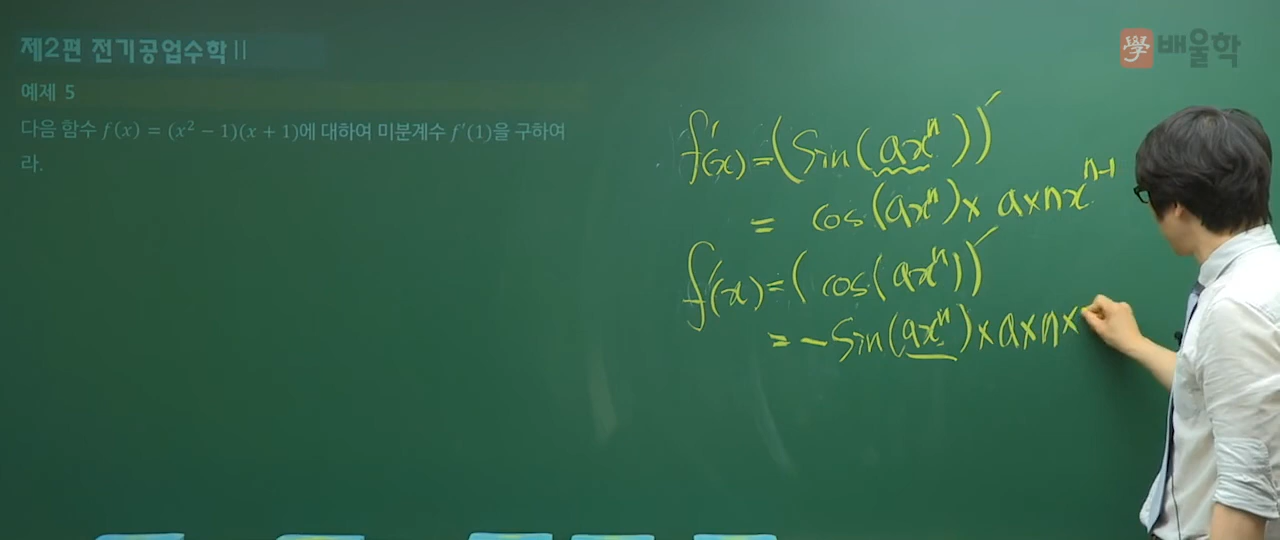 제2편 전기공업수학 II
學 배울학
예제 5
다음 함수 f(x) = (x² − 1)(x + 1)에 대하여 미분계수 f′(1)을 구하여
라.
f′(x) = (sin(axⁿ))′
= cos(axⁿ) × a×nxⁿ⁻¹
f′(x) = (cos(axⁿ))′
= −sin(axⁿ) × a×n×